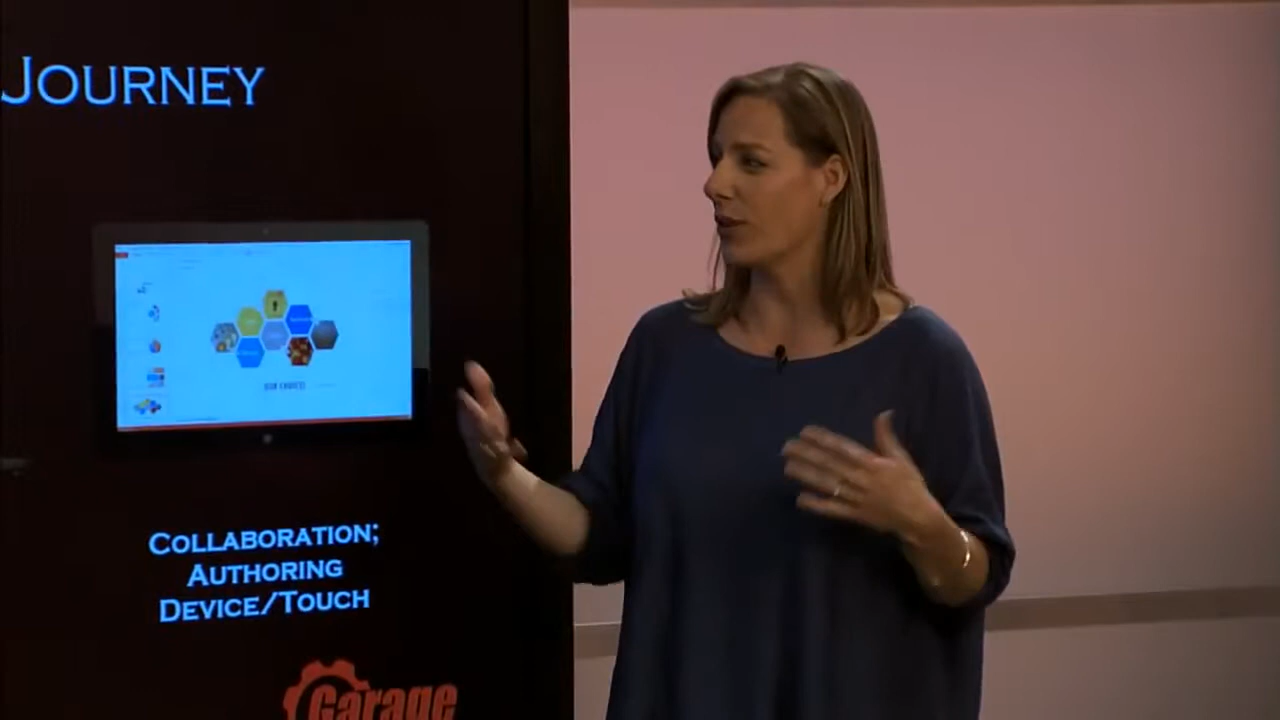 JOURNEY
COLLABORATION;
AUTHORING
DEVICE/TOUCH
Garage